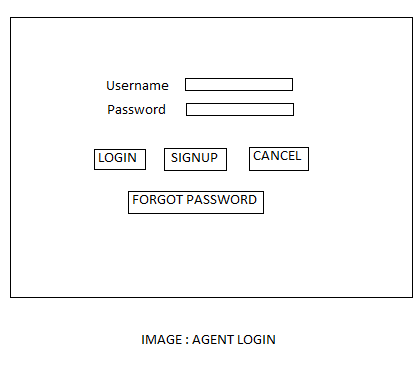 Username
Password
LOGIN SIGNUP CANCEL
FORGOT PASSWORD
IMAGE : AGENT LOGIN